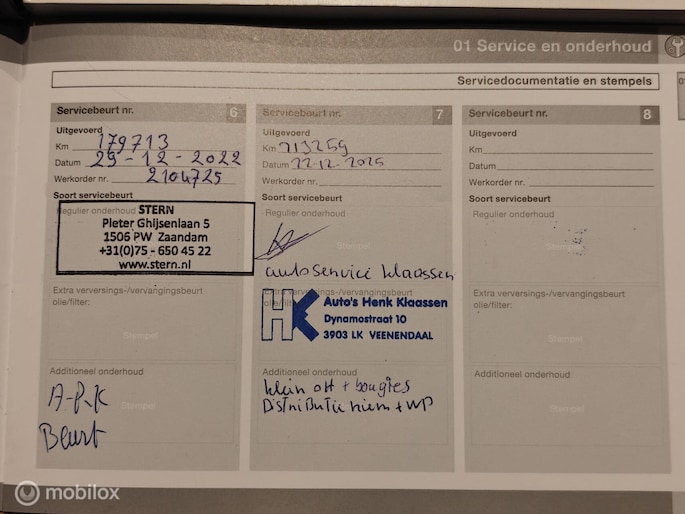 01 Service en onderhoud
Servicedocumentatie en stempels
Servicebeurt nr. 6
Uitgevoerd
Km 179713
Datum 29-12-2022
Werkorder nr. 2104725
Soort servicebeurt
Regulier onderhoud
STERN
Pieter Ghijsenlaan 5
1506 PW Zaandam
+31(0)75 - 650 45 22
www.stern.nl
Extra verversings-/vervangingsbeurt
olie/filter:
Stempel
Additioneel onderhoud
Stempel
A-P-K
Beurt
Servicebeurt nr. 7
Uitgevoerd
Km 213259
Datum 22-12-2025
Werkorder nr.
Soort servicebeurt
Regulier onderhoud
autoservice klaassen
Extra verversings-/vervangingsbeurt
olie/filter:
HK Auto's Henk Klaassen
Dynamostraat 10
3903 LK VEENENDAAL
Additioneel onderhoud
klein oH + bougies
Distributie riem + WP
Servicebeurt nr. 8
Uitgevoerd
Km
Datum
Werkorder nr.
Soort servicebeurt
Regulier onderhoud
Extra verversings-/vervangingsbeurt
olie/filter:
Stempel
Additioneel onderhoud
Stempel
mobilox